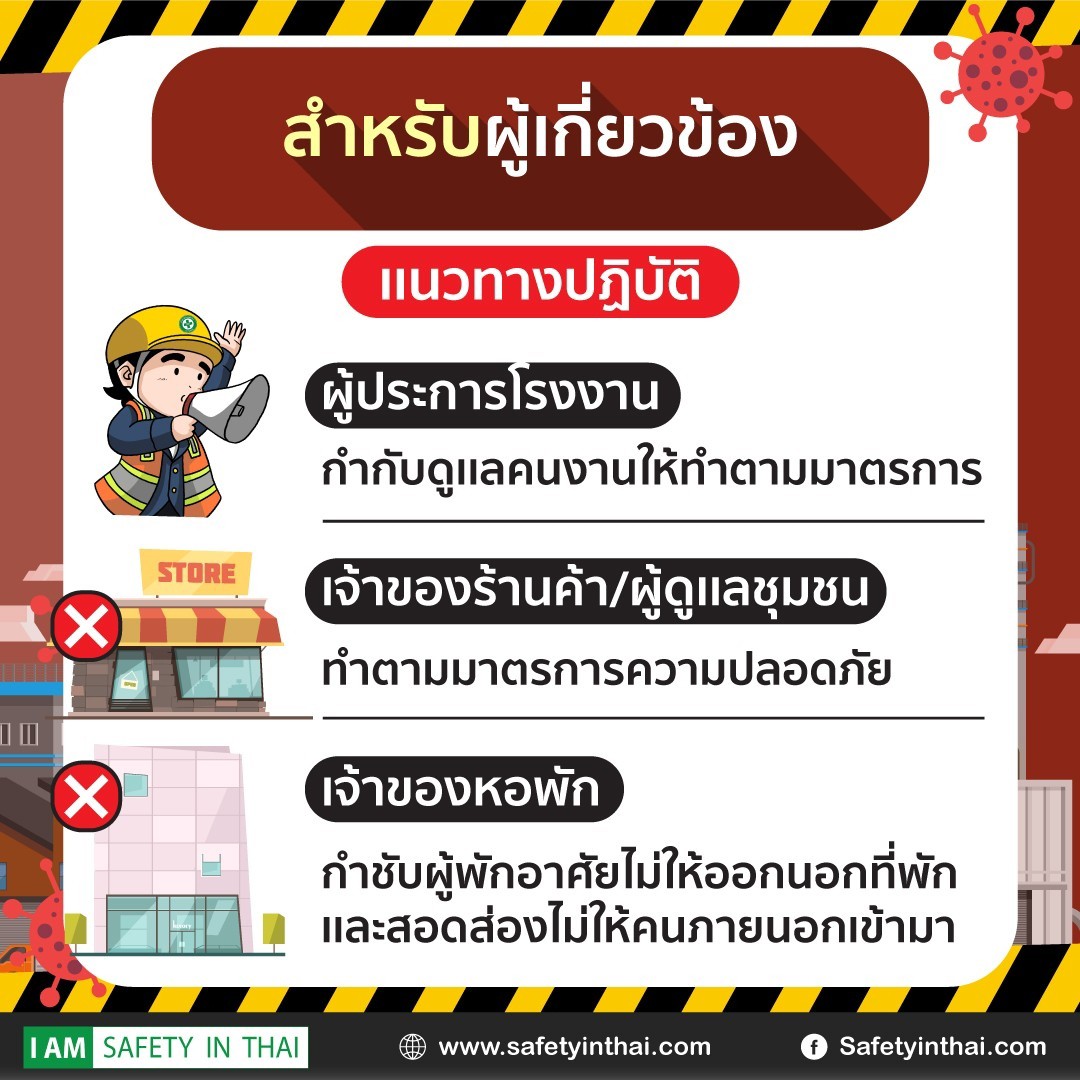 สำหรับผู้เกี่ยวข้อง
แนวทางปฏิบัติ
ผู้ประการโรงงาน
กำกับดูแลคนงานให้ทำตามมาตรการ
STORE
เจ้าของร้านค้า/ผู้ดูแลชุมชน
ทำตามมาตรการความปลอดภัย
เจ้าของหอพัก
กำชับผู้พักอาศัยไม่ให้ออกนอกที่พัก
และสอดส่องไม่ให้คนภายนอกเข้ามา
I AM SAFETY IN THAI
www.safetyinthai.com
Safetyinthai.com